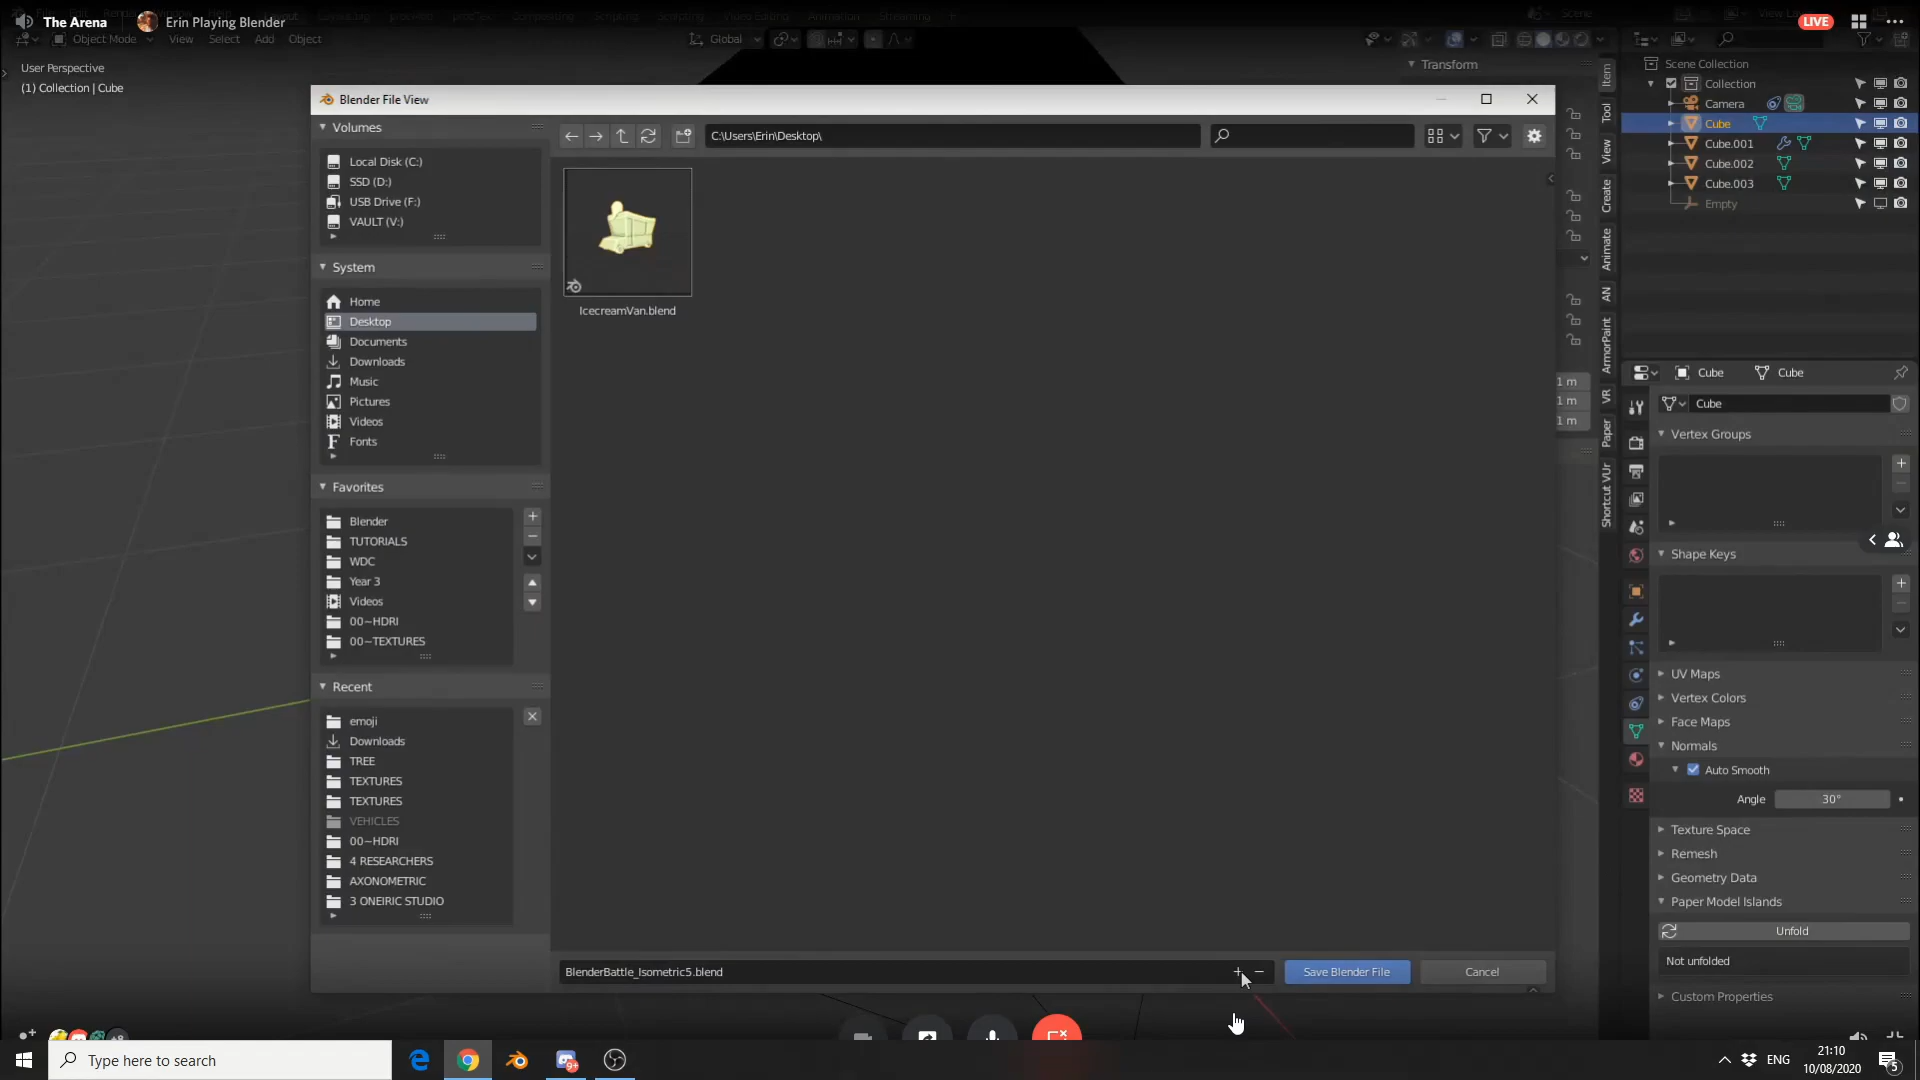 The Arena
Erin Playing Blender
LIVE
Object Mode
View
Select
Add
Object
Global
User Perspective
(1) Collection | Cube
Transform
Blender File View
Volumes
Local Disk (C:)
SSD (D:)
USB Drive (F:)
VAULT (V:)
System
Home
Desktop
Documents
Downloads
Music
Pictures
Videos
Fonts
Favorites
Blender
TUTORIALS
WDC
Year 3
Videos
00~HDRI
00~TEXTURES
Recent
emoji
Downloads
TREE
TEXTURES
TEXTURES
VEHICLES
00~HDRI
4 RESEARCHERS
AXONOMETRIC
3 ONEIRIC STUDIO
C:\Users\Erin\Desktop\
IcecreamVan.blend
BlenderBattle_Isometric5.blend
Save Blender File
Cancel
1 m
1 m
1 m
Item
Tool
View
Create
Animate
AN
ArmorPaint
VR
Paper
Shortcut VUr
Scene Collection
Collection
Camera
Cube
Cube.001
Cube.002
Cube.003
Empty
Cube
Cube
Cube
Vertex Groups
Shape Keys
UV Maps
Vertex Colors
Face Maps
Normals
Auto Smooth
Angle
30°
Texture Space
Remesh
Geometry Data
Paper Model Islands
Unfold
Not unfolded
Custom Properties
Type here to search
9+
ENG
21:10
10/08/2020
5